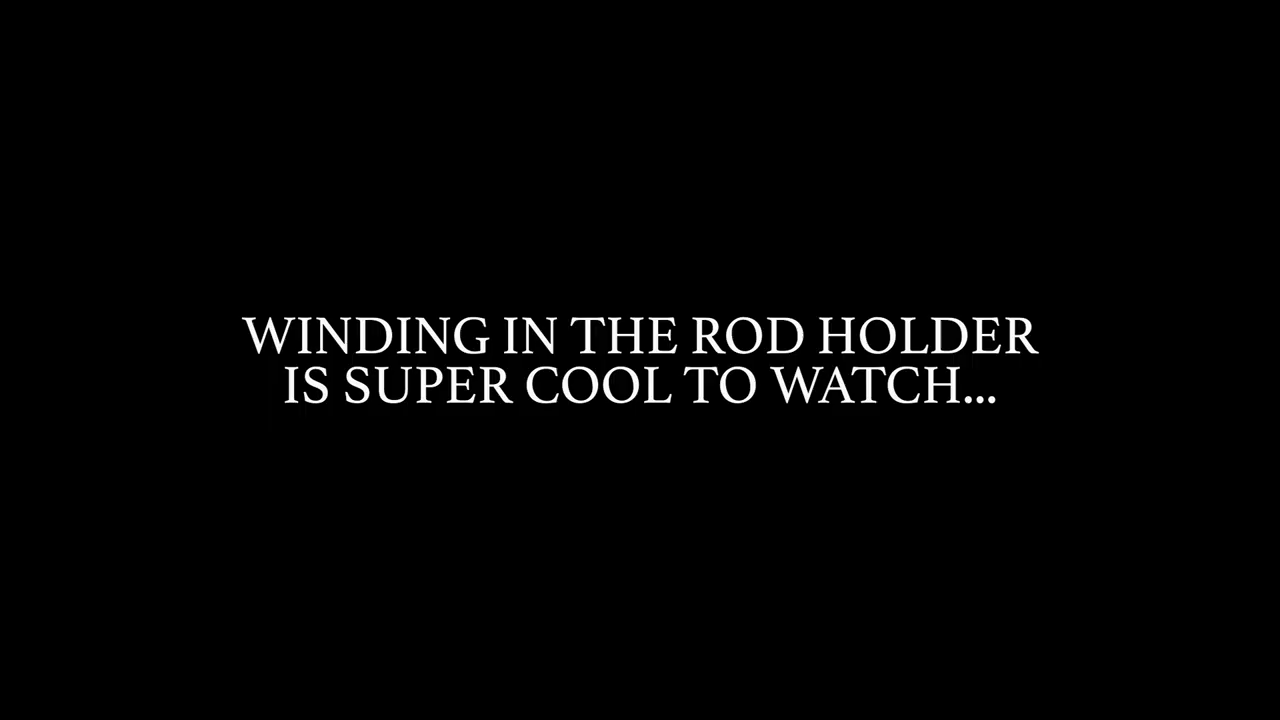 WINDING IN THE ROD HOLDER
IS SUPER COOL TO WATCH...